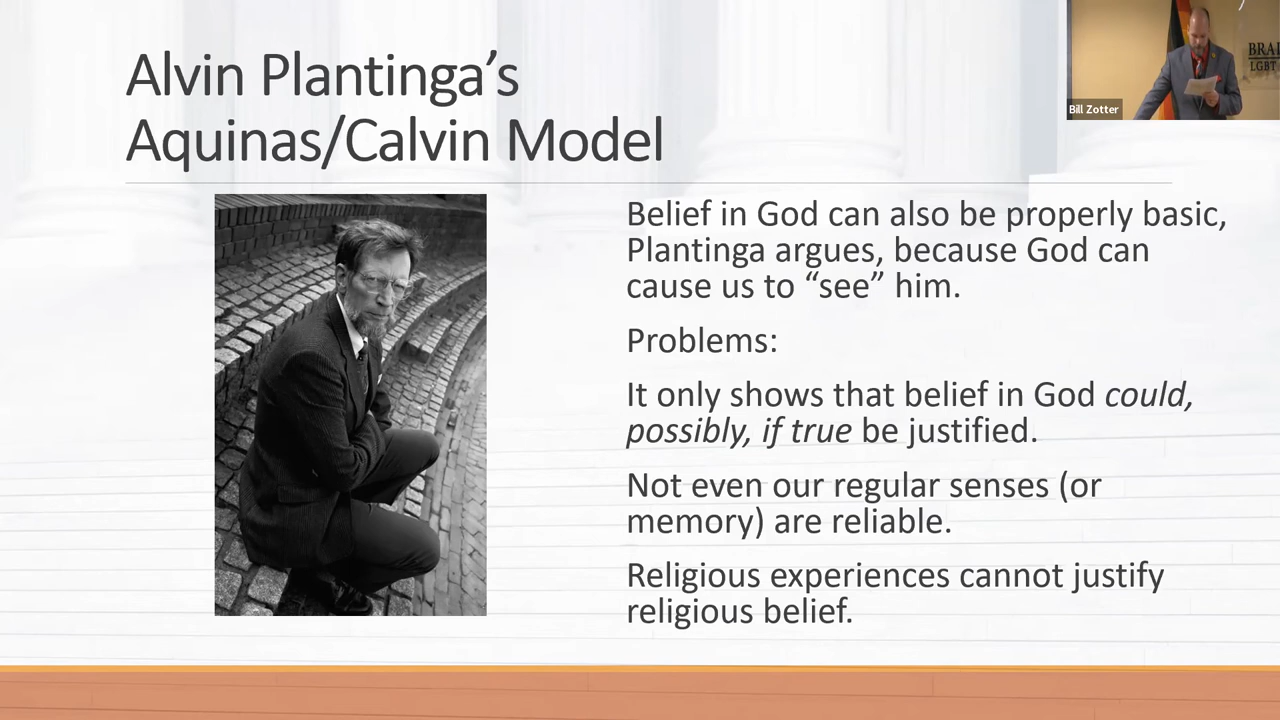 Alvin Plantinga’s
Aquinas/Calvin Model
Belief in God can also be properly basic,
Plantinga argues, because God can
cause us to “see” him.
Problems:
It only shows that belief in God could,
possibly, if true be justified.
Not even our regular senses (or
memory) are reliable.
Religious experiences cannot justify
religious belief.
Bill Zotter
BRA
LGBT